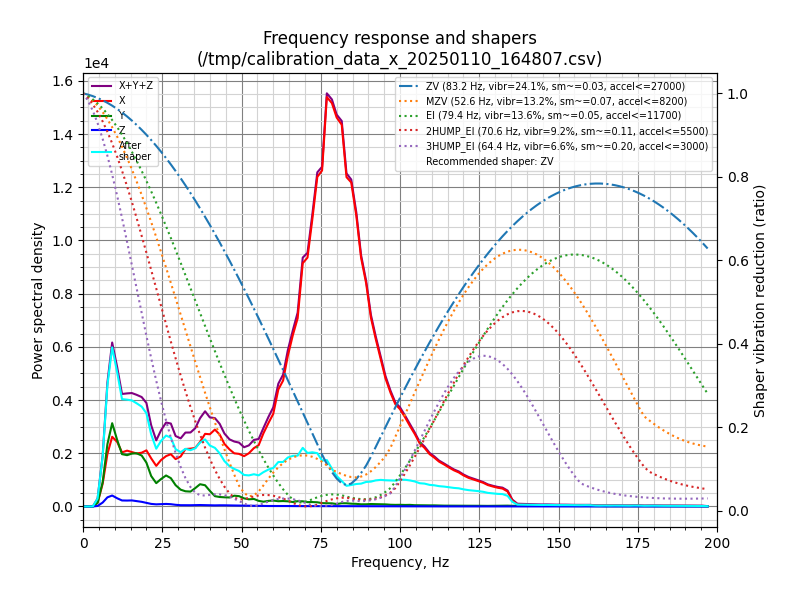 Frequency response and shapers
(/tmp/calibration_data_x_20250110_164807.csv)
1e4
X+Y+Z
X
Y
Z
After
shaper
ZV (83.2 Hz, vibr=24.1%, sm~=0.03, accel<=27000)
MZV (52.6 Hz, vibr=13.2%, sm~=0.07, accel<=8200)
EI (79.4 Hz, vibr=13.6%, sm~=0.05, accel<=11700)
2HUMP_EI (70.6 Hz, vibr=9.2%, sm~=0.11, accel<=5500)
3HUMP_EI (64.4 Hz, vibr=6.6%, sm~=0.20, accel<=3000)
Recommended shaper: ZV
1.6
1.4
1.2
1.0
0.8
0.6
0.4
0.2
0.0
Power spectral density
1.0
0.8
0.6
0.4
0.2
0.0
Shaper vibration reduction (ratio)
0 25 50 75 100 125 150 175 200
Frequency, Hz